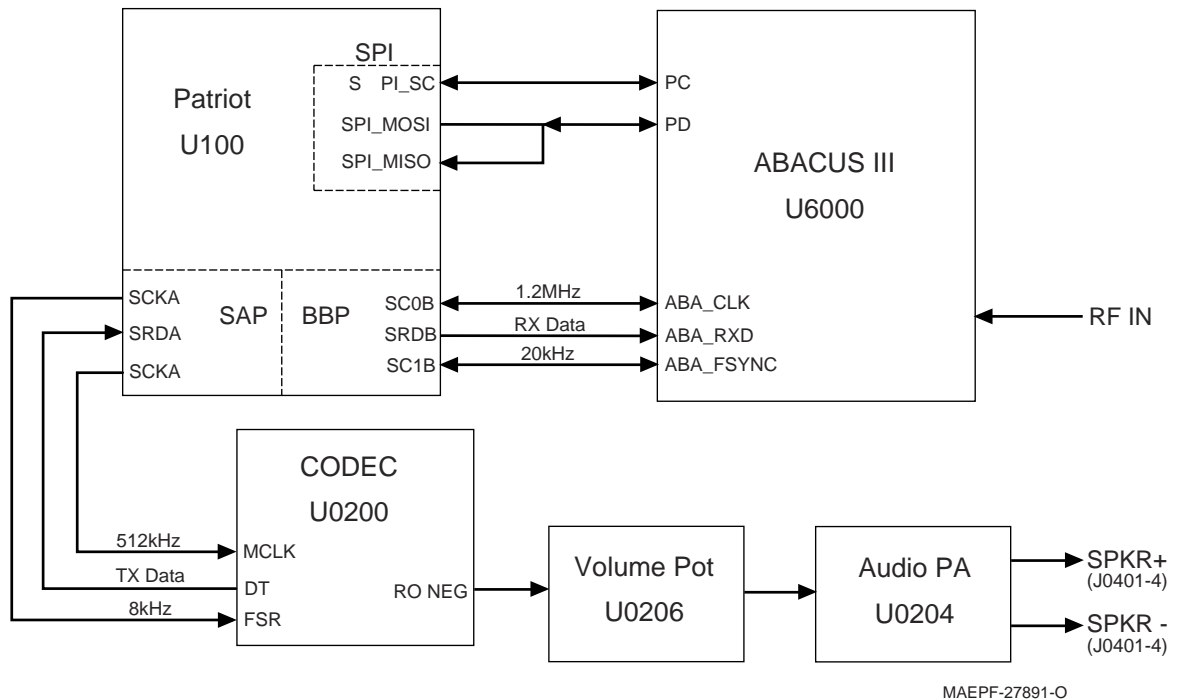 SPI
S PI_SC
SPI_MOSI
SPI_MISO
Patriot
U100
PC
PD
ABACUS III
U6000
SCKA
SRDA
SCKA
SAP
BBP
SC0B
SRDB
SC1B
1.2MHz
RX Data
20kHz
ABA_CLK
ABA_RXD
ABA_FSYNC
RF IN
CODEC
U0200
512kHz
TX Data
8kHz
MCLK
DT
FSR
RO NEG
Volume Pot
U0206
Audio PA
U0204
SPKR+
(J0401-4)
SPKR -
(J0401-4)
MAEPF-27891-O